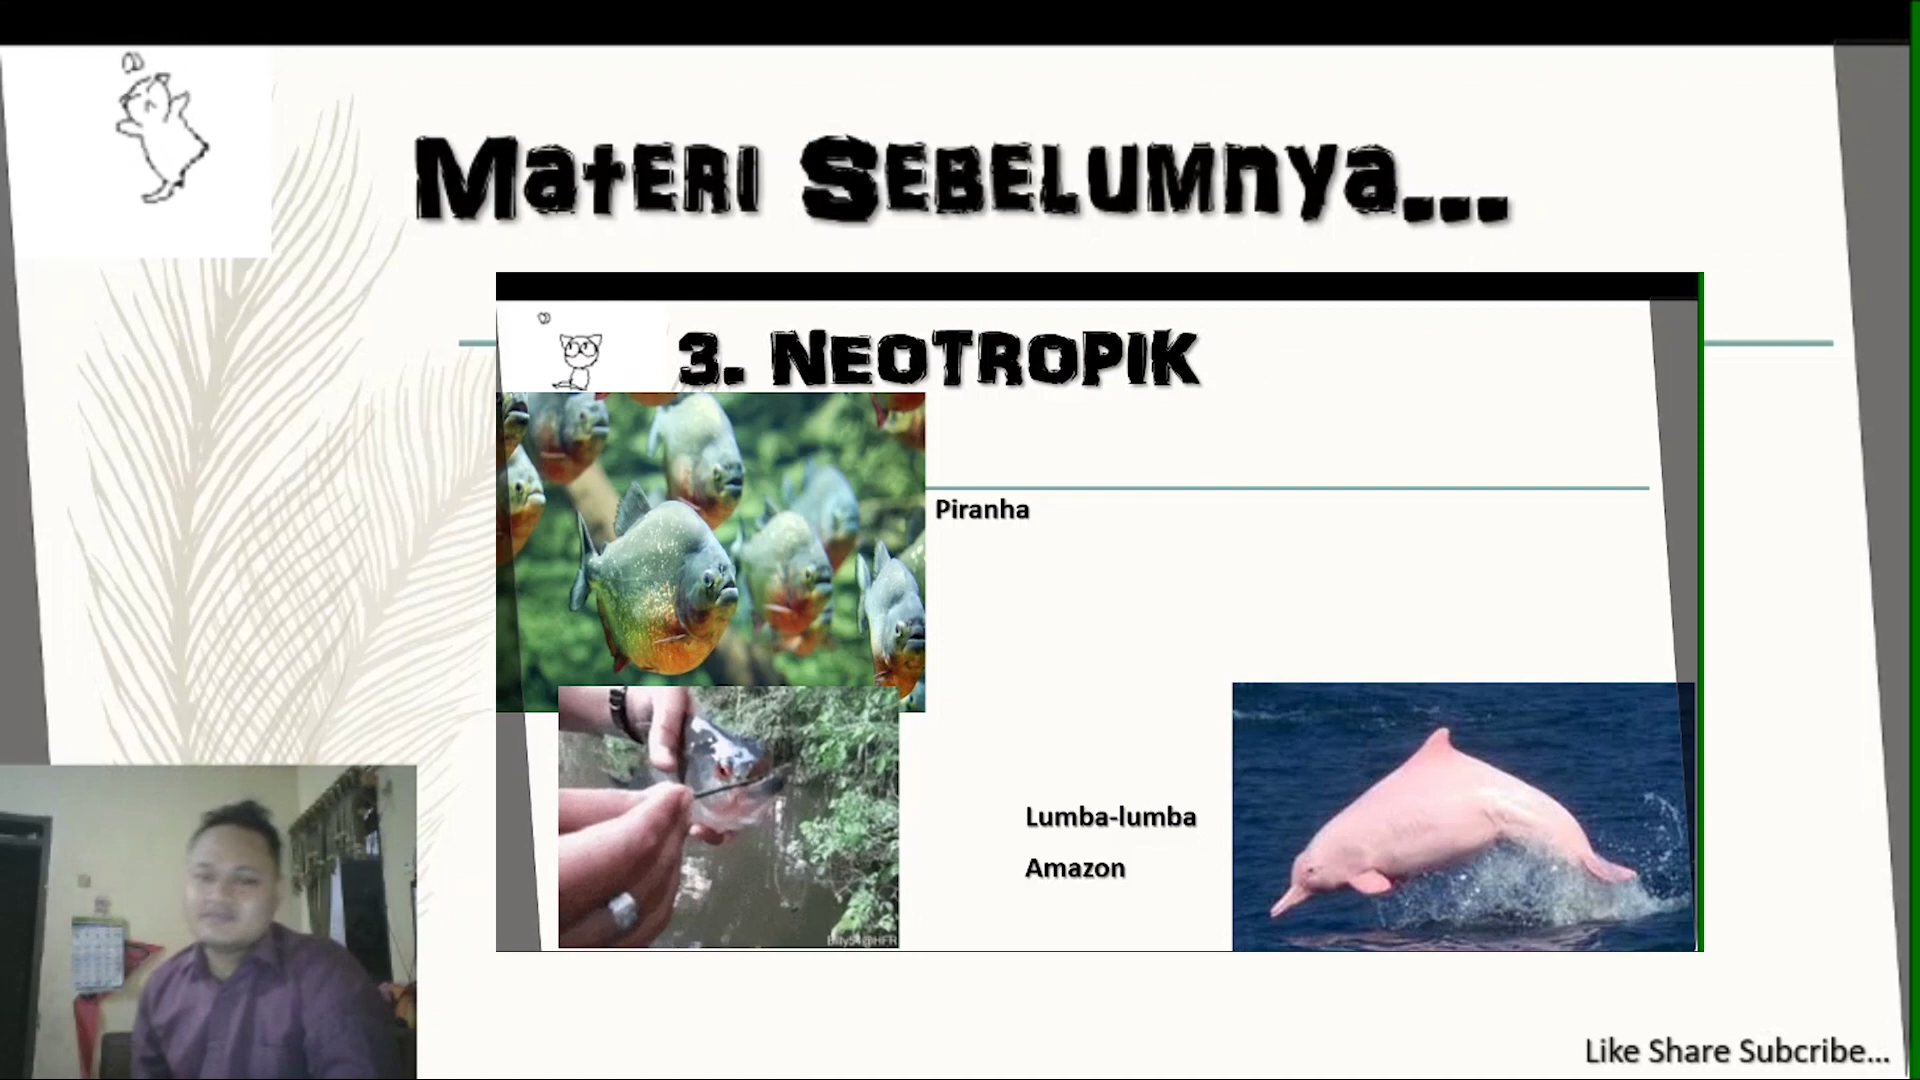 Materi Sebelumnya...
3. Neotropik
Piranha
Lumba-lumba
Amazon
Like Share Subcribe...